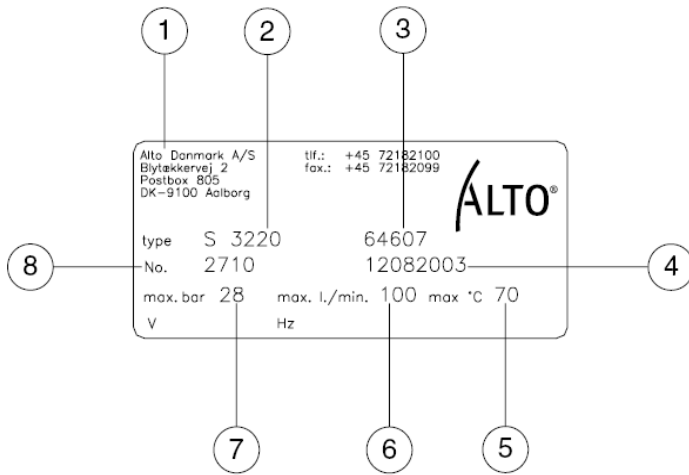 1 2 3
Alto Danmark A/S tlf.: +45 72182100
Blytækkervej 2 fax.: +45 72182099
Postbox 805
DK-9100 Aalborg
ALTO®
type S 3220 64607
8 No. 2710 12082003 4
max. bar 28 max. l./min. 100 max °C 70
V Hz
7 6 5